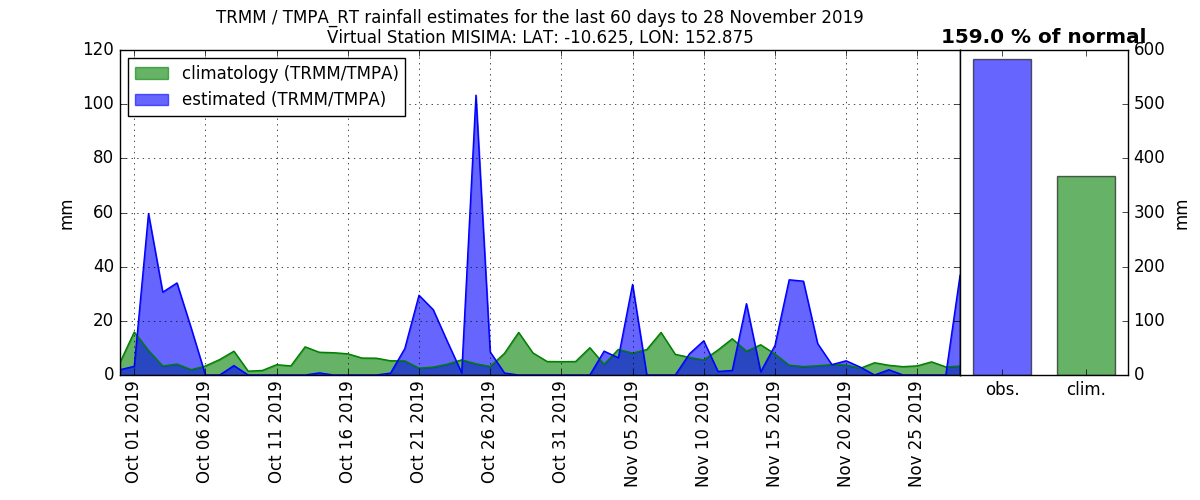 TRMM / TMPA_RT rainfall estimates for the last 60 days to 28 November 2019
Virtual Station MISIMA: LAT: -10.625, LON: 152.875
159.0 % of normal
climatology (TRMM/TMPA)
estimated (TRMM/TMPA)
mm
120
100
80
60
40
20
0
Oct 01 2019
Oct 06 2019
Oct 11 2019
Oct 16 2019
Oct 21 2019
Oct 26 2019
Oct 31 2019
Nov 05 2019
Nov 10 2019
Nov 15 2019
Nov 20 2019
Nov 25 2019
600
500
400
300
200
100
0
mm
obs.
clim.